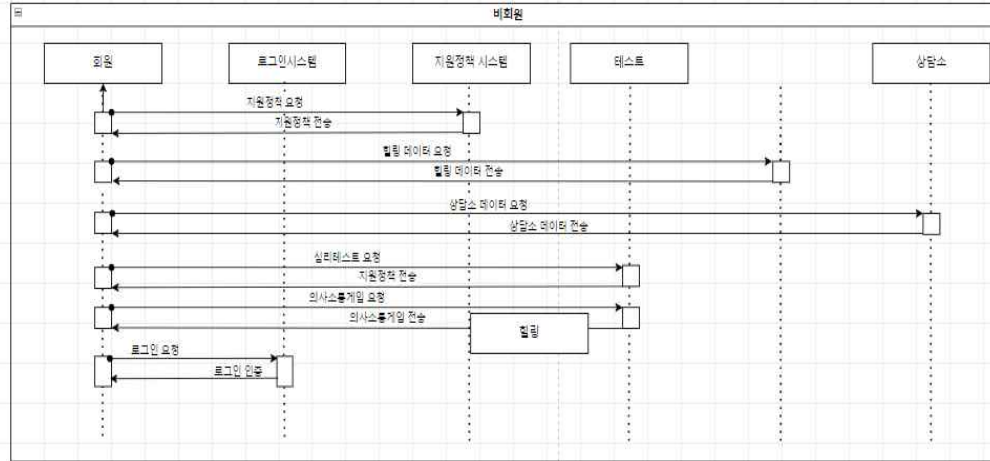 비회원
회원
로그인시스템
지원정책 시스템
테스트
상담소
지원정책 요청
지원정책 전송
힐링 데이터 요청
힐링 데이터 전송
상담소 데이터 요청
상담소 데이터 전송
심리테스트 요청
지원정책 전송
의사소통게임 요청
의사소통게임 전송
힐링
로그인 요청
로그인 인증